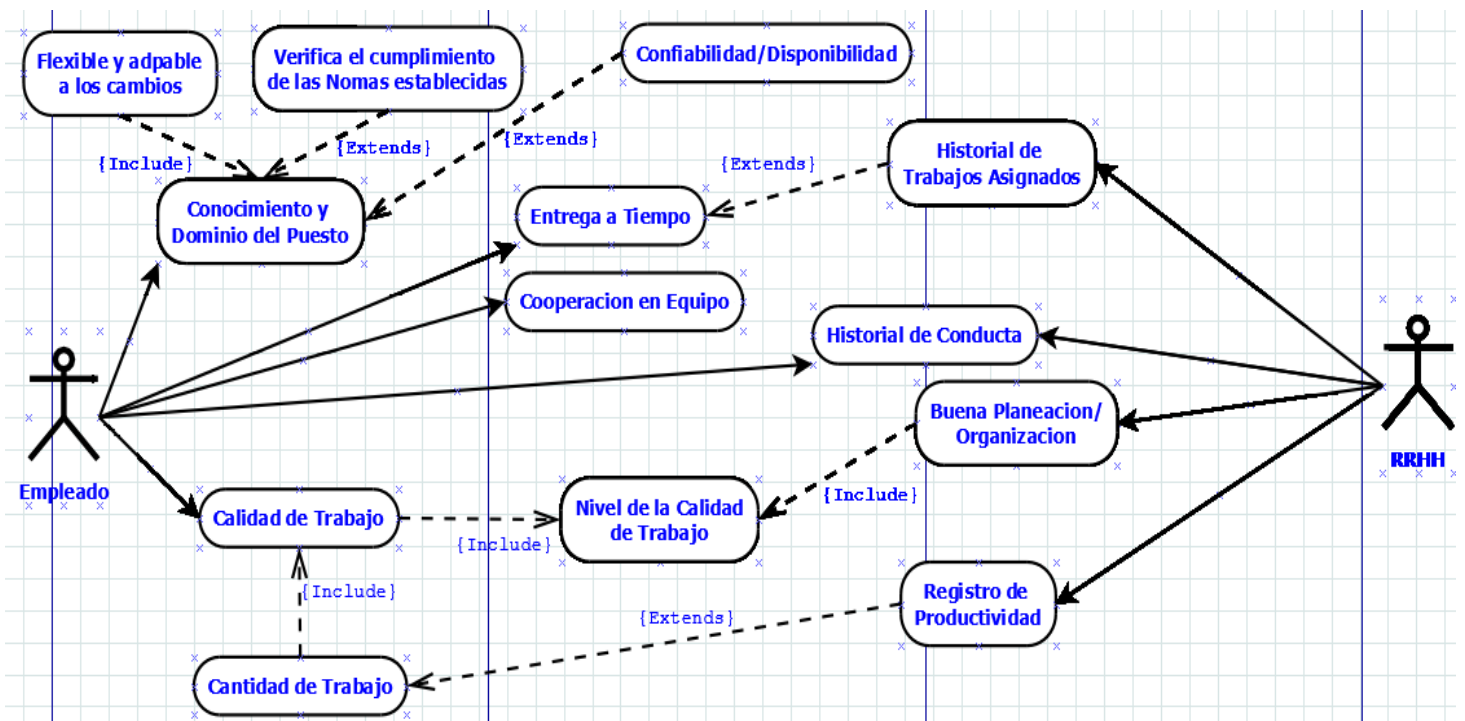 Flexible y adpable
a los cambios
Verifica el cumplimiento
de las Nomas establecidas
Confiabilidad/Disponibilidad
{Include}
{Extends}
{Extends}
{Extends}
Historial de
Trabajos Asignados
Conocimiento y
Dominio del Puesto
Entrega a Tiempo
Cooperacion en Equipo
Historial de Conducta
Buena Planeacion/
Organizacion
RRHH
Empleado
Calidad de Trabajo
{Include}
Nivel de la Calidad
de Trabajo
{Include}
{Include}
Registro de
Productividad
{Extends}
Cantidad de Trabajo